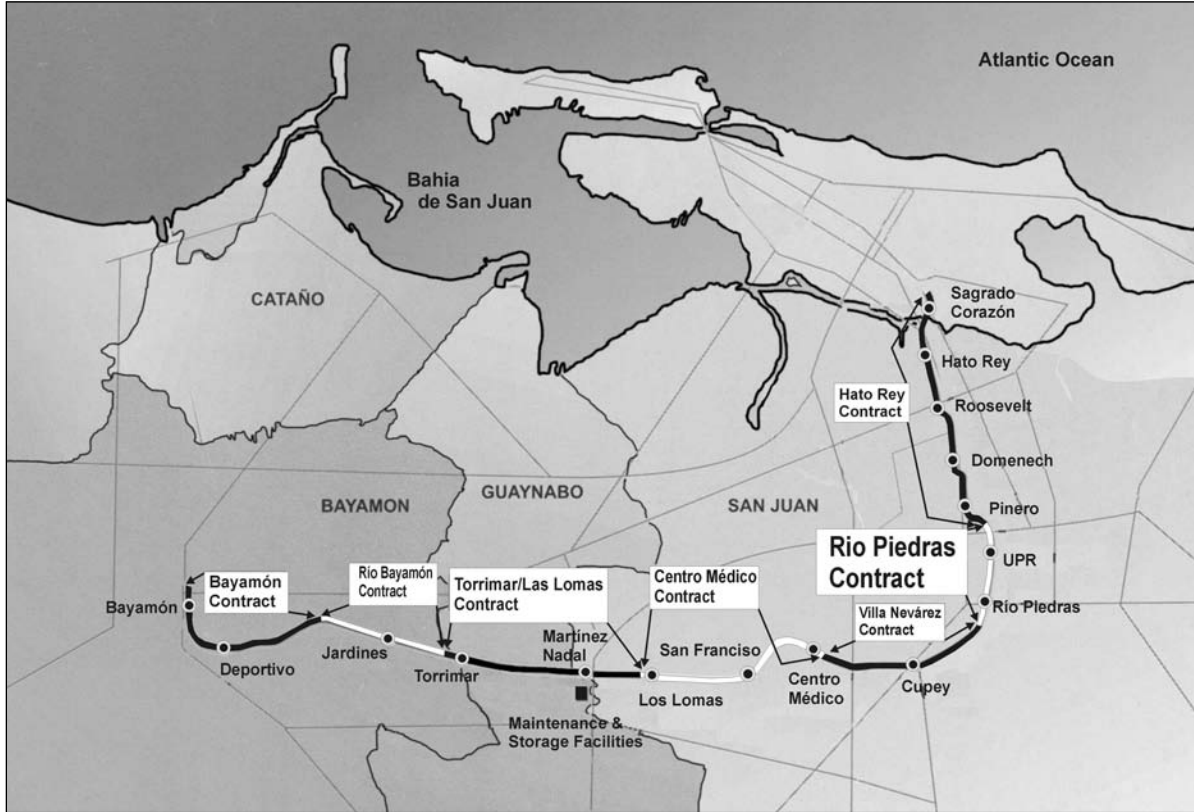 Atlantic Ocean
Bahia
de San Juan
CATAÑO
Sagrado
Corazón
Hato Rey
Hato Rey
Contract
Roosevelt
Domenech
BAYAMON
GUAYNABO
SAN JUAN
Pinero
Rio Piedras
Contract
UPR
Bayamón
Contract
Río Bayamón
Contract
Torrimar/Las Lomas
Contract
Centro Médico
Contract
Bayamón
Villa Nevárez
Contract
Río Piedras
Deportivo
Jardines
Torrimar
Martínez
Nadal
San Franciso
Los Lomas
Centro
Médico
Cupey
Maintenance &
Storage Facilities